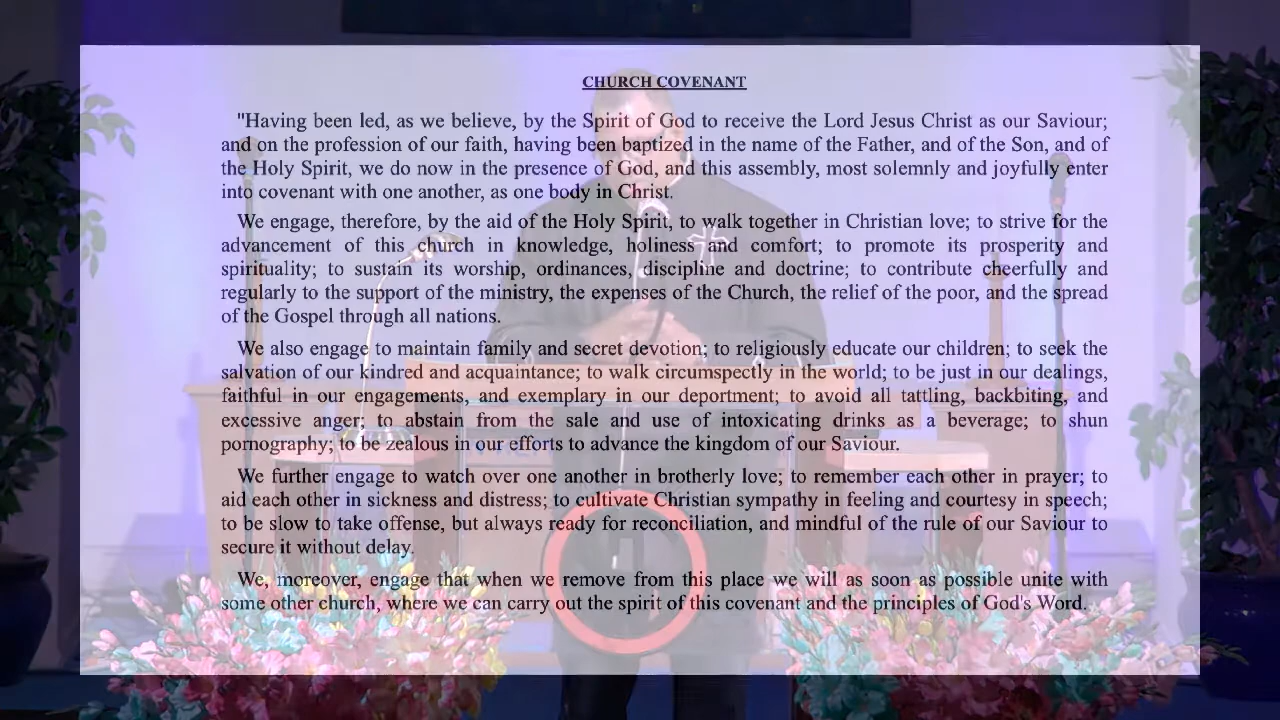 CHURCH COVENANT
"Having been led, as we believe, by the Spirit of God to receive the Lord Jesus Christ as our Saviour;
and on the profession of our faith, having been baptized in the name of the Father, and of the Son, and of
the Holy Spirit, we do now in the presence of God, and this assembly, most solemnly and joyfully enter
into covenant with one another, as one body in Christ.
We engage, therefore, by the aid of the Holy Spirit, to walk together in Christian love; to strive for the
advancement of this church in knowledge, holiness and comfort; to promote its prosperity and
spirituality; to sustain its worship, ordinances, discipline and doctrine; to contribute cheerfully and
regularly to the support of the ministry, the expenses of the Church, the relief of the poor, and the spread
of the Gospel through all nations.
We also engage to maintain family and secret devotion; to religiously educate our children; to seek the
salvation of our kindred and acquaintance; to walk circumspectly in the world; to be just in our dealings,
faithful in our engagements, and exemplary in our deportment; to avoid all tattling, backbiting, and
excessive anger; to abstain from the sale and use of intoxicating drinks as a beverage; to shun
pornography; to be zealous in our efforts to advance the kingdom of our Saviour.
We further engage to watch over one another in brotherly love; to remember each other in prayer; to
aid each other in sickness and distress; to cultivate Christian sympathy in feeling and courtesy in speech;
to be slow to take offense, but always ready for reconciliation, and mindful of the rule of our Saviour to
secure it without delay.
We, moreover, engage that when we remove from this place we will as soon as possible unite with
some other church, where we can carry out the spirit of this covenant and the principles of God's Word.